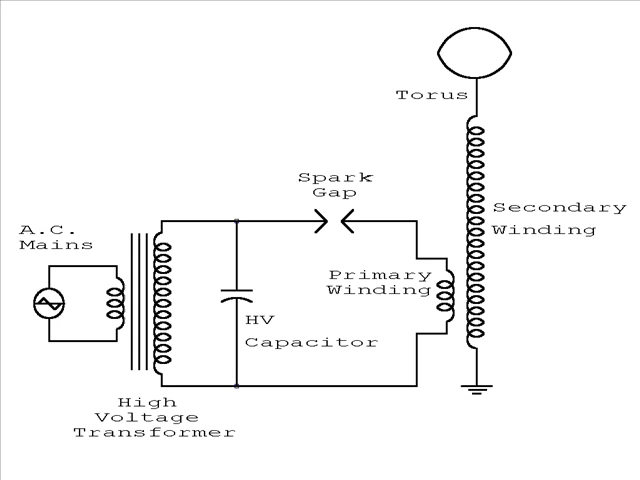 Torus
Spark
Gap
Secondary
Winding
A.C.
Mains
Primary
Winding
HV
Capacitor
High
Voltage
Transformer